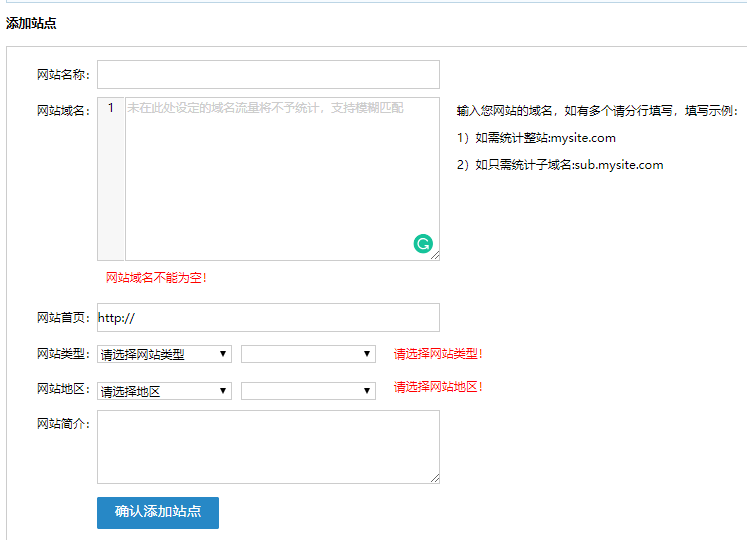 添加站点
网站名称：
网站域名：
1 未在此处设定的域名流量将不予统计，支持模糊匹配
输入您网站的域名，如有多个请分行填写，填写示例：
1）如需统计整站:mysite.com
2）如只需统计子域名:sub.mysite.com
网站域名不能为空！
网站首页： http://
网站类型： 请选择网站类型 请选择网站类型！
网站地区： 请选择地区 请选择网站地区！
网站简介：
确认添加站点